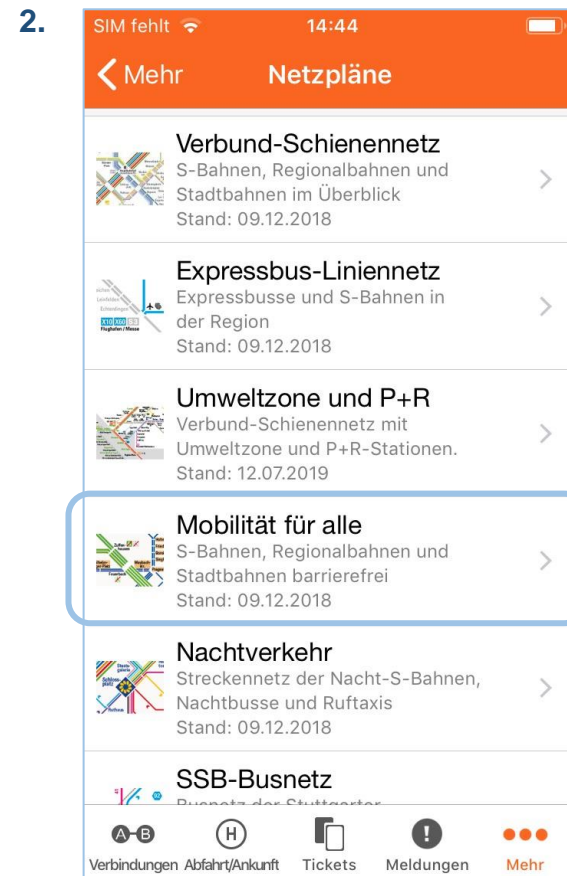 2.
SIM fehlt 14:44
Mehr Netzpläne
Verbund-Schienennetz
S-Bahnen, Regionalbahnen und
Stadtbahnen im Überblick
Stand: 09.12.2018
Expressbus-Liniennetz
Expressbusse und S-Bahnen in
der Region
Stand: 09.12.2018
Umweltzone und P+R
Verbund-Schienennetz mit
Umweltzone und P+R-Stationen.
Stand: 12.07.2019
Mobilität für alle
S-Bahnen, Regionalbahnen und
Stadtbahnen barrierefrei
Stand: 09.12.2018
Nachtverkehr
Streckennetz der Nacht-S-Bahnen,
Nachtbusse und Ruftaxis
Stand: 09.12.2018
SSB-Busnetz
Busnetz der Stuttgarter
A B H
Verbindungen Abfahrt/Ankunft Tickets Meldungen Mehr